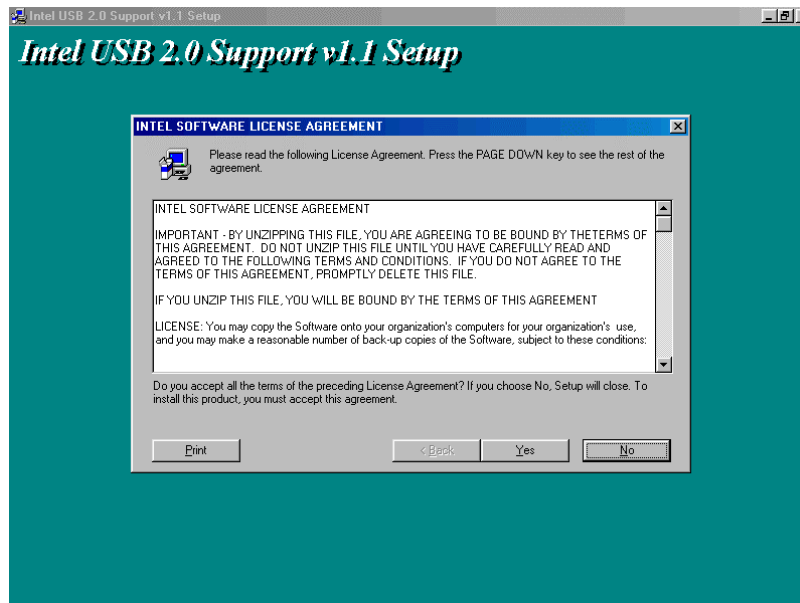 Intel USB 2.0 Support v1.1 Setup
Intel USB 2.0 Support v1.1 Setup
INTEL SOFTWARE LICENSE AGREEMENT
Please read the following License Agreement. Press the PAGE DOWN key to see the rest of the
agreement.
INTEL SOFTWARE LICENSE AGREEMENT
IMPORTANT - BY UNZIPPING THIS FILE, YOU ARE AGREEING TO BE BOUND BY THETERMS OF
THIS AGREEMENT. DO NOT UNZIP THIS FILE UNTIL YOU HAVE CAREFULLY READ AND
AGREED TO THE FOLLOWING TERMS AND CONDITIONS. IF YOU DO NOT AGREE TO THE
TERMS OF THIS AGREEMENT, PROMPTLY DELETE THIS FILE.
IF YOU UNZIP THIS FILE, YOU WILL BE BOUND BY THE TERMS OF THIS AGREEMENT
LICENSE: You may copy the Software onto your organization's computers for your organization's use,
and you may make a reasonable number of back-up copies of the Software, subject to these conditions:
Do you accept all the terms of the preceding License Agreement? If you choose No, Setup will close. To
install this product, you must accept this agreement.
Print
< Back
Yes
No